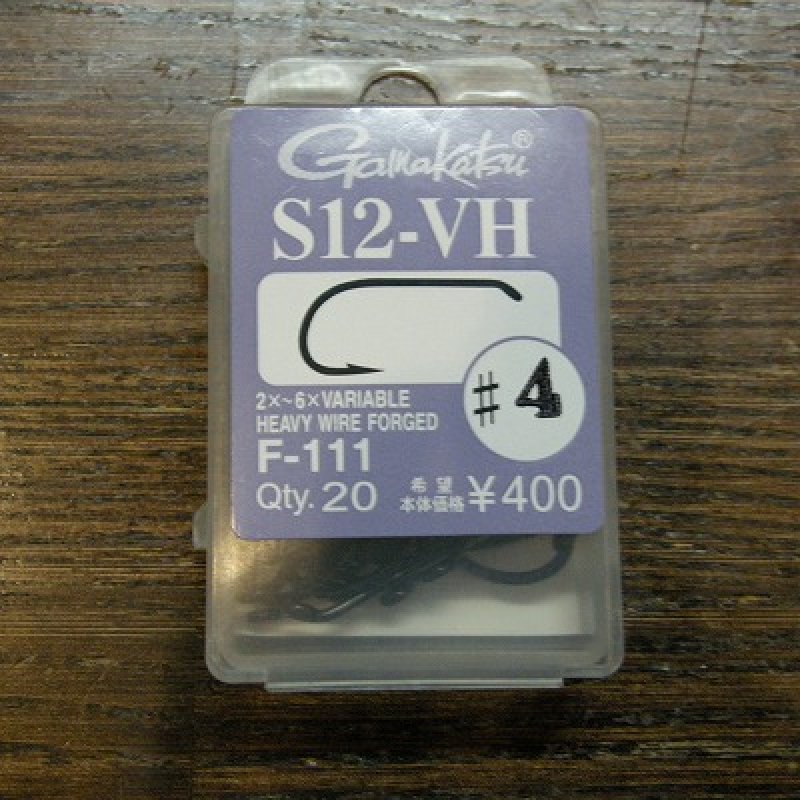 Gamakatsu®
S12-VH
#4
2×~6×VARIABLE
HEAVY WIRE FORGED
F-111
Qty. 20
希望
本体価格 ¥400